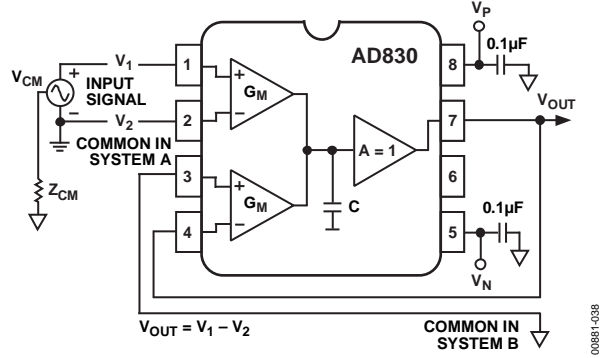 V_P
AD830
0.1µF
V_1
V_CM
+
INPUT
SIGNAL
–
V_2
COMMON IN
SYSTEM A
Z_CM
1
2
3
4
+
–
G_M
+
–
G_M
A = 1
C
8
7
6
5
V_OUT
0.1µF
V_N
V_OUT = V_1 – V_2
COMMON IN
SYSTEM B
00881-038